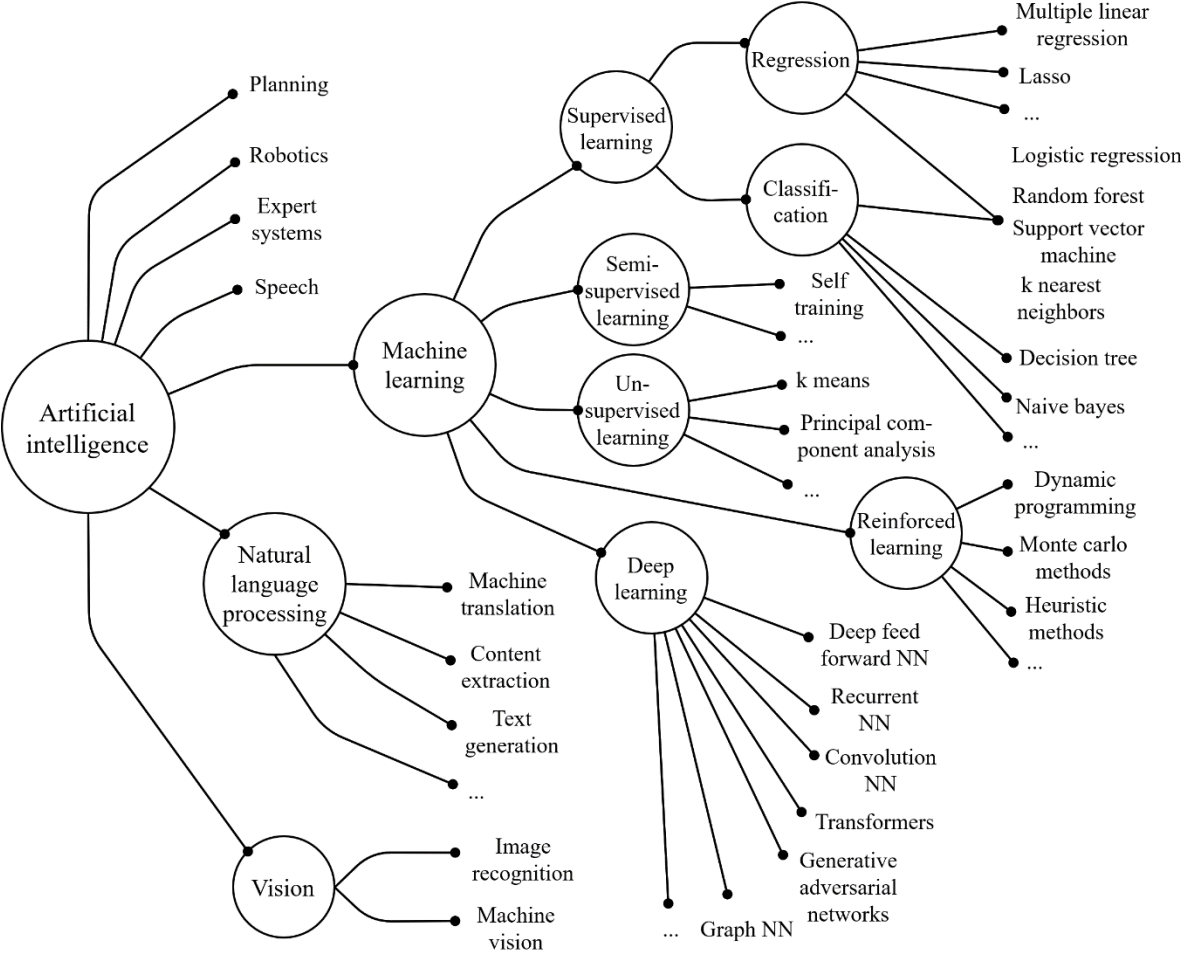 Artificial
intelligence
Planning
Robotics
Expert
systems
Speech
Machine
learning
Supervised
learning
Regression
Multiple linear
regression
Lasso
...
Classifi-
cation
Logistic regression
Random forest
Support vector
machine
k nearest
neighbors
Decision tree
Naive bayes
...
Semi-
supervised
learning
Self
training
...
Un-
supervised
learning
k means
Principal com-
ponent analysis
...
Reinforced
learning
Dynamic
programming
Monte carlo
methods
Heuristic
methods
...
Deep
learning
Deep feed
forward NN
Recurrent
NN
Convolution
NN
Transformers
Generative
adversarial
networks
Graph NN
...
Natural
language
processing
Machine
translation
Content
extraction
Text
generation
...
Vision
Image
recognition
Machine
vision